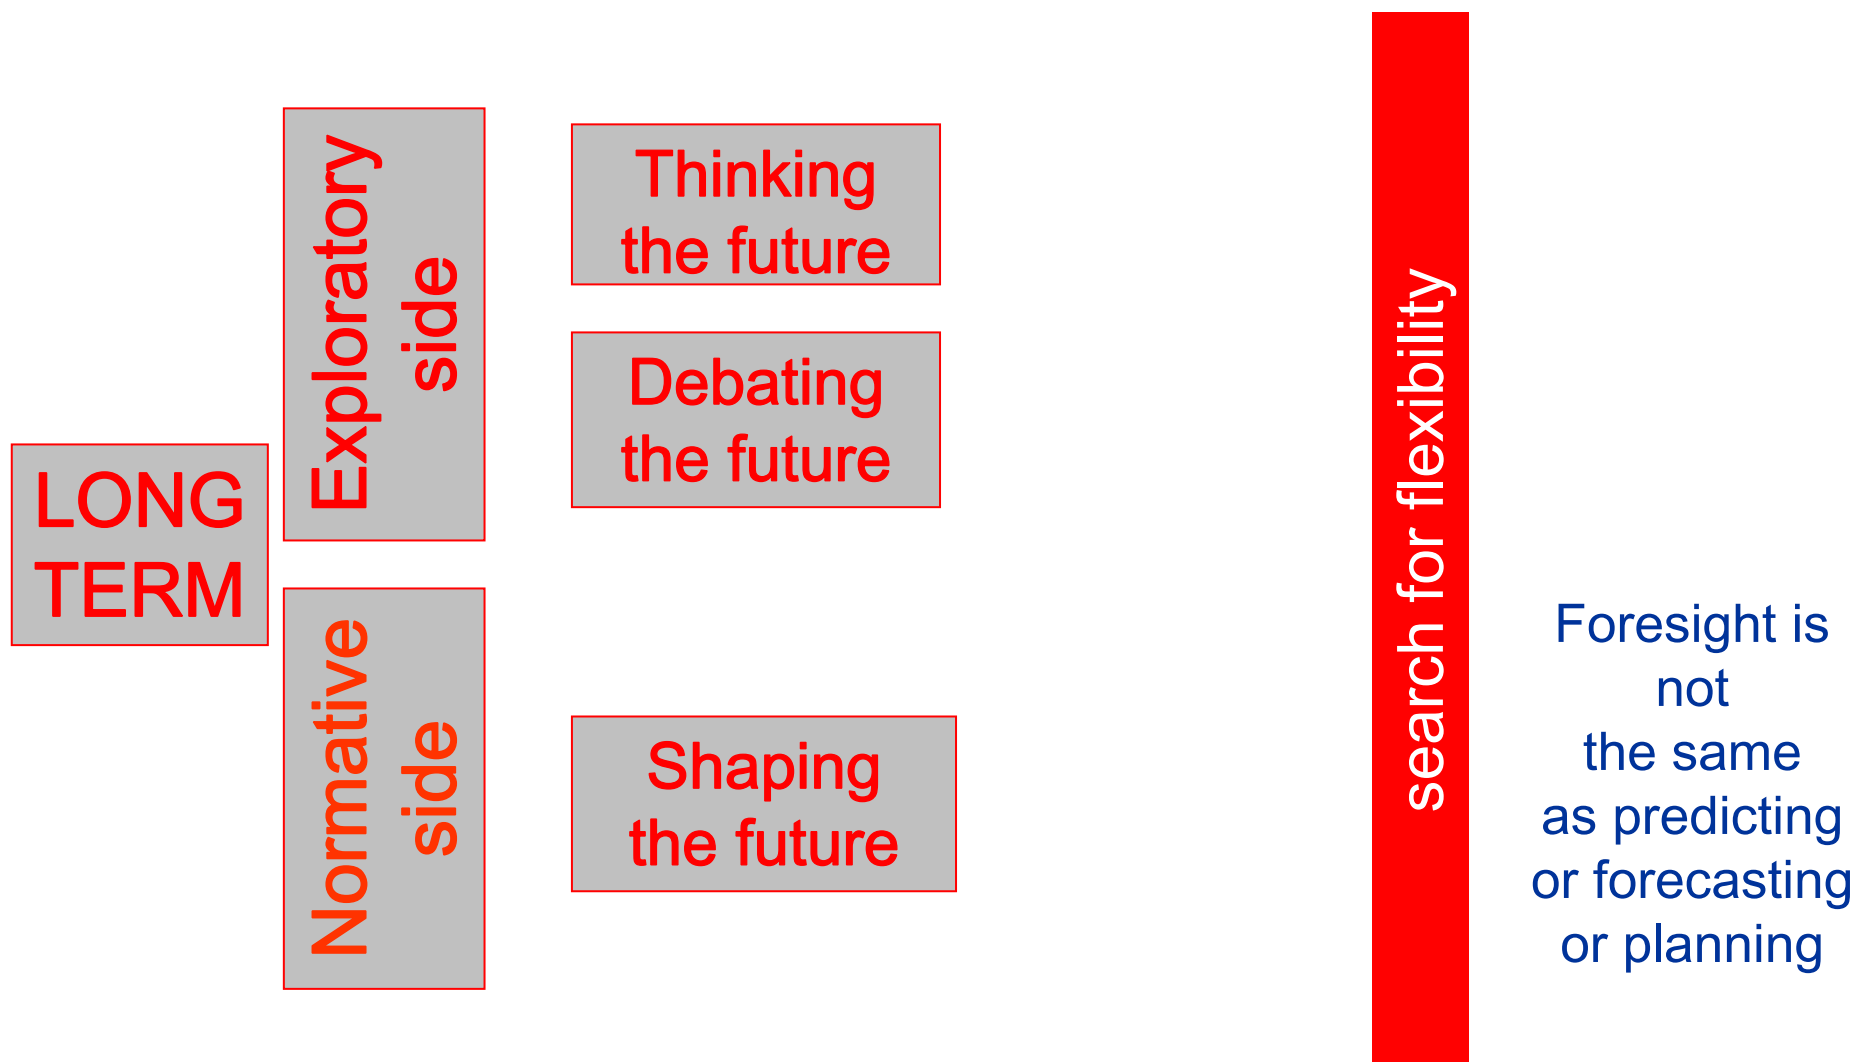 LONG
TERM
Exploratory
side
Normative
side
Thinking
the future
Debating
the future
Shaping
the future
search for flexibility
Foresight is
not
the same
as predicting
or forecasting
or planning